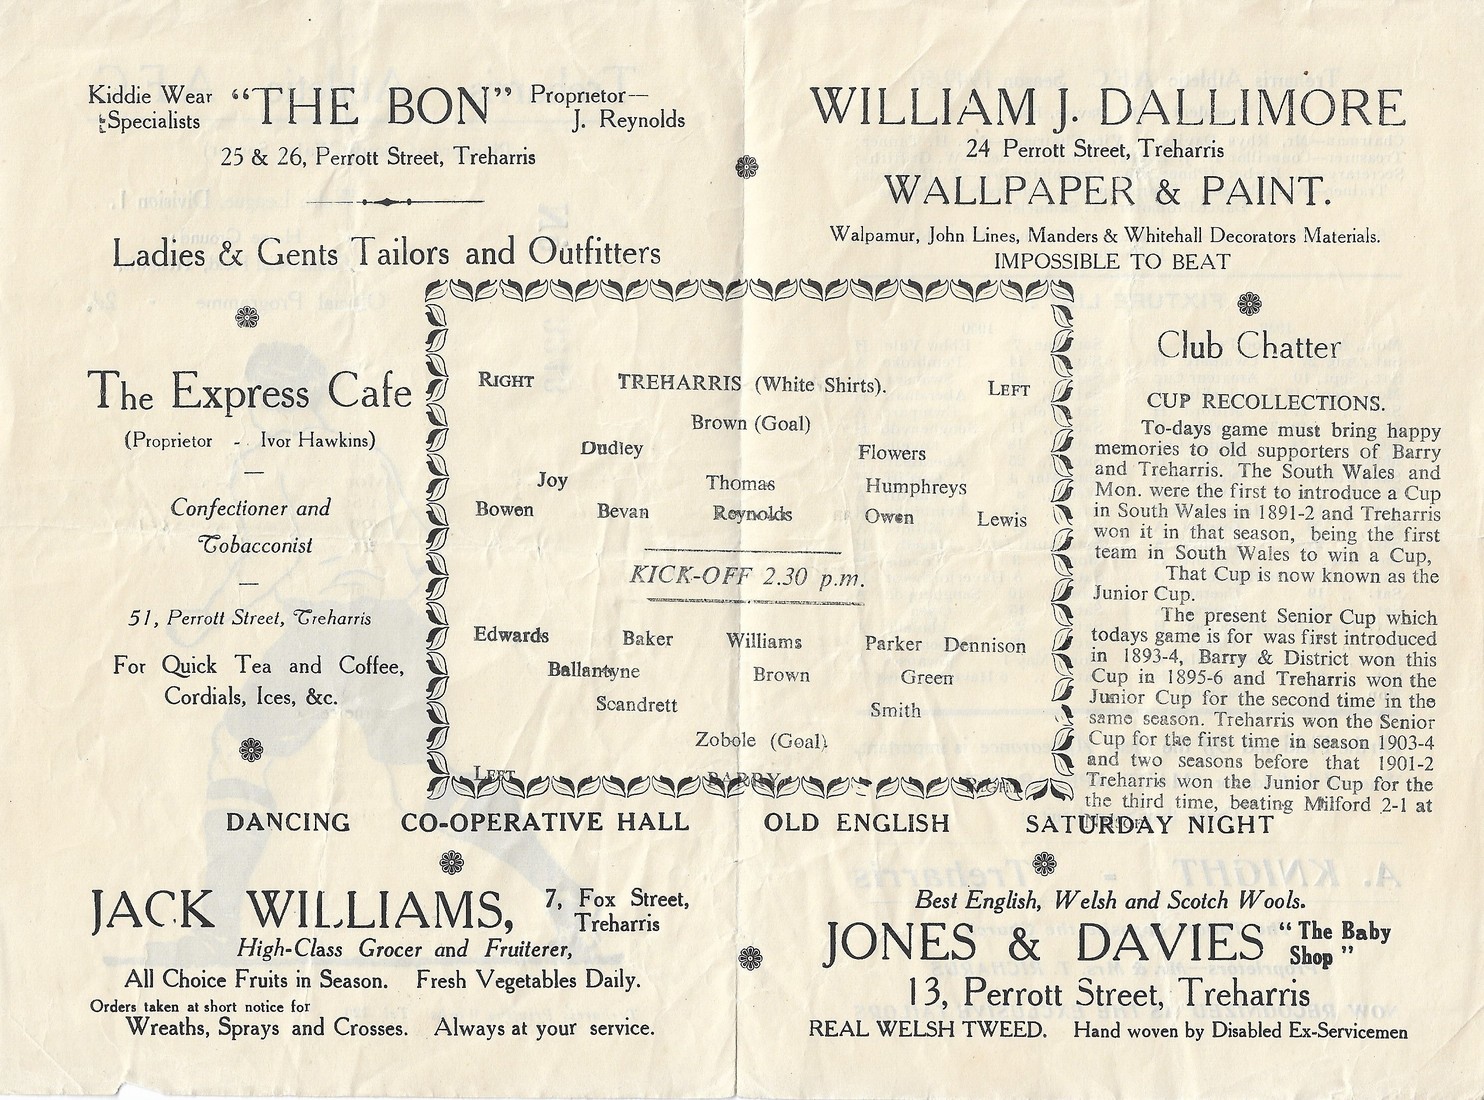 Kiddie Wear Specialists "THE BON" Proprietor— J. Reynolds
25 & 26, Perrott Street, Treharris
Ladies & Gents Tailors and Outfitters
WILLIAM J. DALLIMORE
24 Perrott Street, Treharris
WALLPAPER & PAINT.
Walpamur, John Lines, Manders & Whitehall Decorators Materials.
IMPOSSIBLE TO BEAT
The Express Cafe
(Proprietor - Ivor Hawkins)
Confectioner and
Tobacconist
51, Perrott Street, Treharris
For Quick Tea and Coffee,
Cordials, Ices, &c.
RIGHT TREHARRIS (White Shirts). LEFT
Brown (Goal)
Dudley Flowers
Joy Thomas Humphreys
Bowen Bevan Reynolds Owen Lewis
KICK-OFF 2.30 p.m.
Edwards Baker Williams Parker Dennison
Ballantyne Brown Green
Scandrett Smith
Zobole (Goal)
LEFT BARRY RIGHT
Club Chatter
CUP RECOLLECTIONS.
To-days game must bring happy
memories to old supporters of Barry
and Treharris. The South Wales and
Mon. were the first to introduce a Cup
in South Wales in 1891-2 and Treharris
won it in that season, being the first
team in South Wales to win a Cup,
That Cup is now known as the
Junior Cup.
The present Senior Cup which
todays game is for was first introduced
in 1893-4, Barry & District won this
Cup in 1895-6 and Treharris won the
Junior Cup for the second time in the
same season. Treharris won the Senior
Cup for the first time in season 1903-4
and two seasons before that 1901-2
Treharris won the Junior Cup for the
the third time, beating Milford 2-1 at
DANCING CO-OPERATIVE HALL OLD ENGLISH SATURDAY NIGHT
JACK WILLIAMS, 7, Fox Street, Treharris
High-Class Grocer and Fruiterer,
All Choice Fruits in Season. Fresh Vegetables Daily.
Orders taken at short notice for
Wreaths, Sprays and Crosses. Always at your service.
Best English, Welsh and Scotch Wools.
JONES & DAVIES "The Baby Shop"
13, Perrott Street, Treharris
REAL WELSH TWEED. Hand woven by Disabled Ex-Servicemen